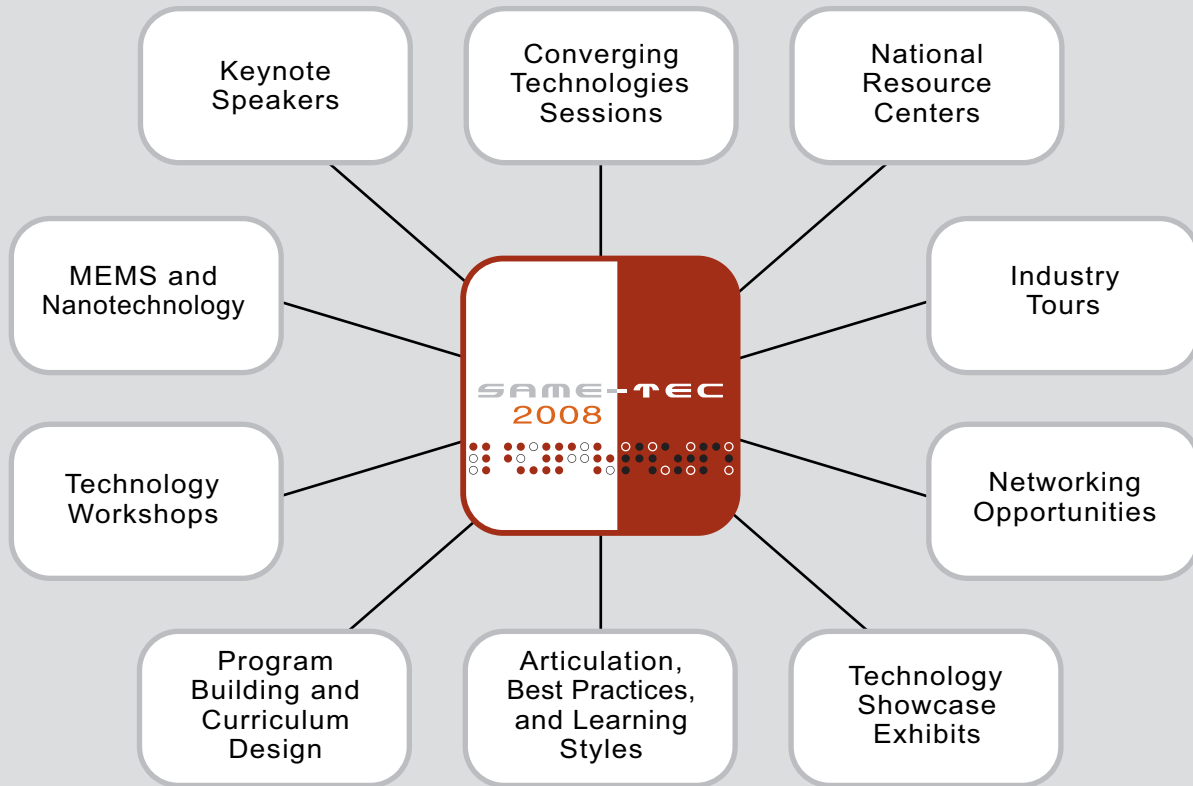 Keynote
Speakers
Converging
Technologies
Sessions
National
Resource
Centers
MEMS and
Nanotechnology
Industry
Tours
SAME-TEC
2008
Technology
Workshops
Networking
Opportunities
Program
Building and
Curriculum
Design
Articulation,
Best Practices,
and Learning
Styles
Technology
Showcase
Exhibits